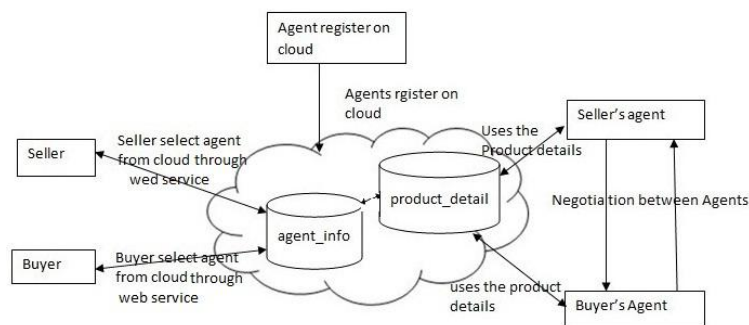 Agent register on
cloud
Agents rgister on
cloud
Seller
Seller select agent
from cloud through
wed service
Buyer
Buyer select agent
from cloud through
web service
agent_info
product_detail
Uses the
Product details
Seller's agent
Negotiation between Agents
uses the product
details
Buyer's Agent